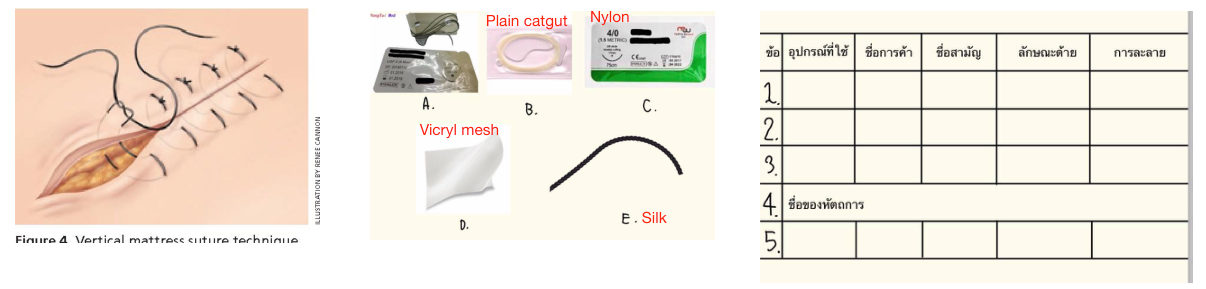 ILLUSTRATION BY RENEE CANNON
Figure 4. Vertical mattress suture technique
YongTai Med
A.
Plain catgut
B.
Nylon
4/0
75cm
C.
Vicryl mesh
D.
E. Silk
ข้อ อุปกรณ์ที่ใช้ ชื่อการค้า ชื่อสามัญ ลักษณะด้าย การละลาย
1.
2.
3.
4. ชื่อของหัตถการ
5.